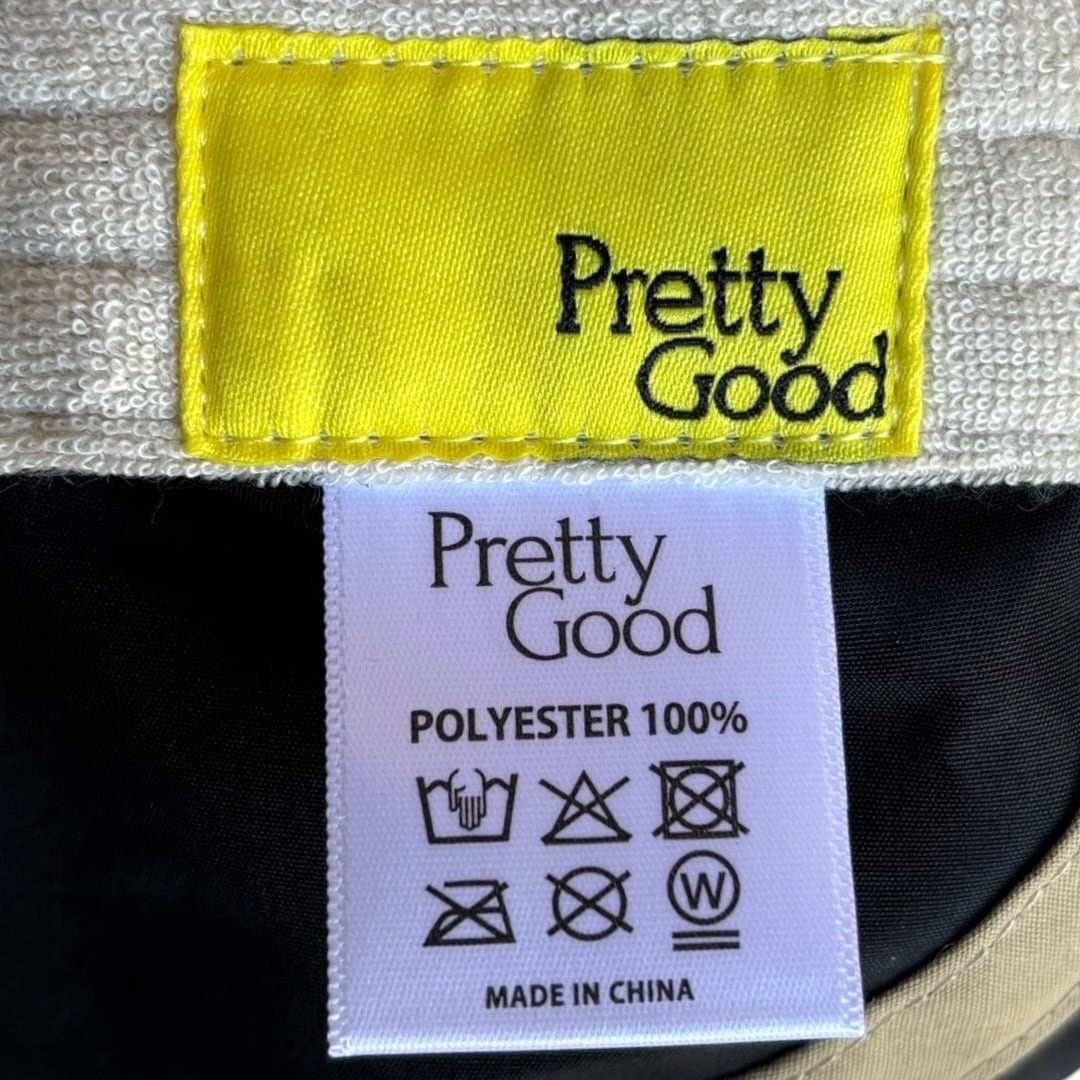 Pretty
Good
Pretty
Good
POLYESTER 100%
W
MADE IN CHINA